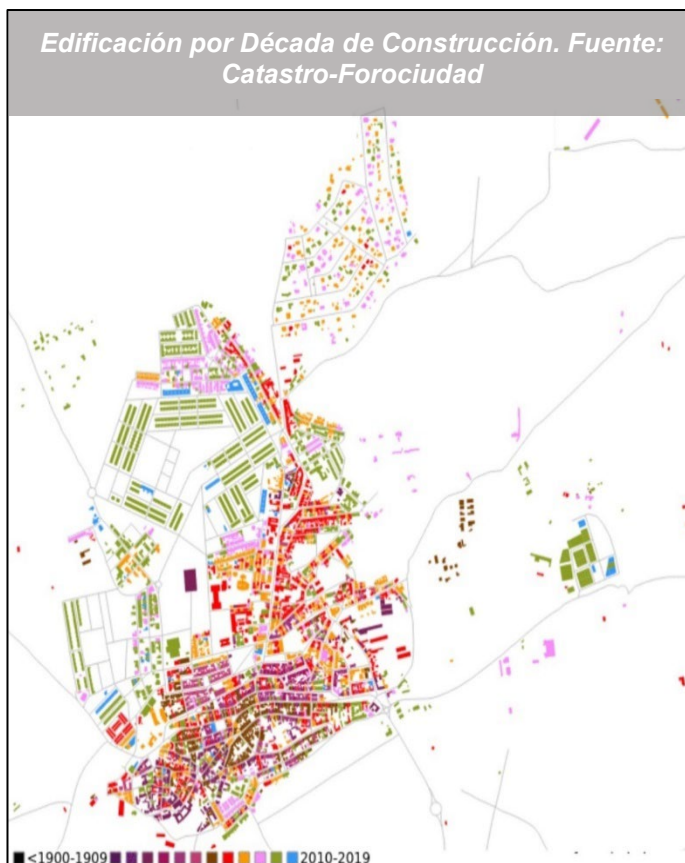 Edificación por Década de Construcción. Fuente:
Catastro-Forociudad
<1900-1909 2010-2019